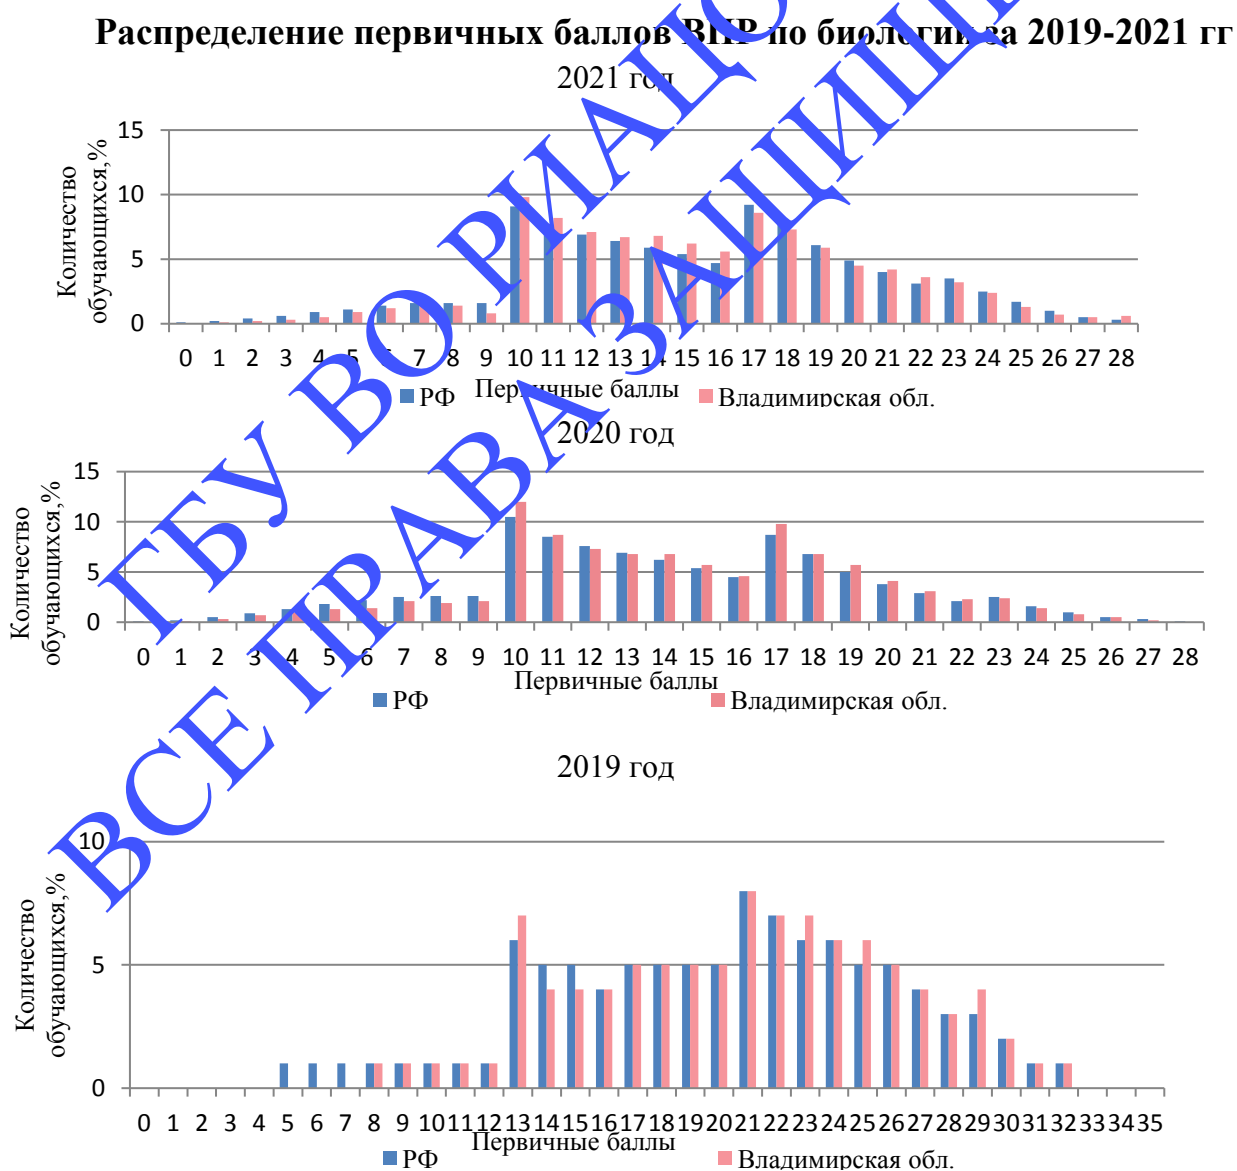 Распределение первичных баллов ВПР по биологии за 2019-2021 гг
2021 год
Количество
обучающихся,%
15
10
5
0
0 1 2 3 4 5 6 7 8 9 10 11 12 13 14 15 16 17 18 19 20 21 22 23 24 25 26 27 28
Первичные баллы
РФ
Владимирская обл.
2020 год
Количество
обучающихся,%
15
10
5
0
0 1 2 3 4 5 6 7 8 9 10 11 12 13 14 15 16 17 18 19 20 21 22 23 24 25 26 27 28
Первичные баллы
РФ
Владимирская обл.
2019 год
Количество
обучающихся,%
10
5
0
0 1 2 3 4 5 6 7 8 9 10 11 12 13 14 15 16 17 18 19 20 21 22 23 24 25 26 27 28 29 30 31 32 33 34 35
Первичные баллы
РФ
Владимирская обл.
ГБУ ВО РИАЦО
ВСЕ ПРАВА ЗАЩИЩ